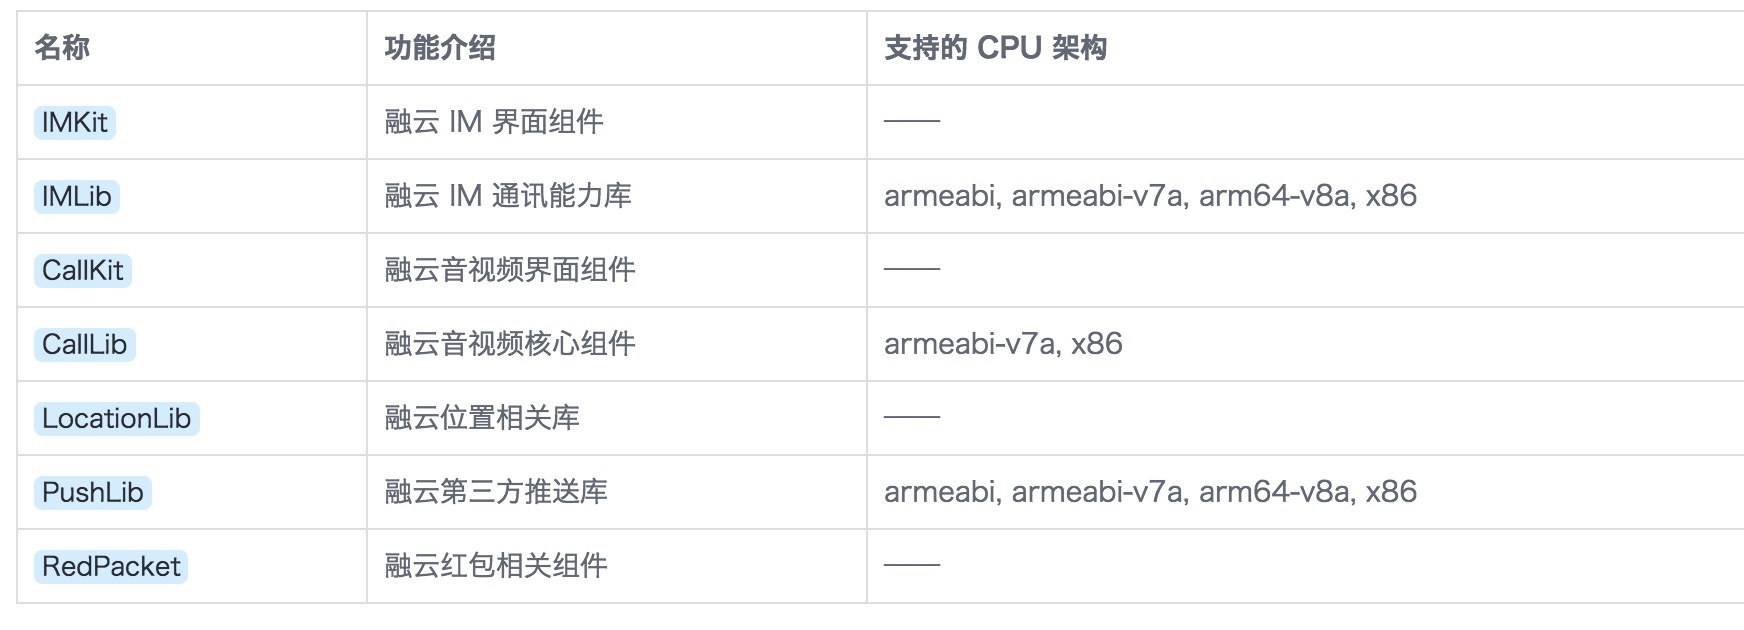 名称 功能介绍 支持的 CPU 架构
IMKit 融云 IM 界面组件 ——
IMLib 融云 IM 通讯能力库 armeabi, armeabi-v7a, arm64-v8a, x86
CallKit 融云音视频界面组件 ——
CallLib 融云音视频核心组件 armeabi-v7a, x86
LocationLib 融云位置相关库 ——
PushLib 融云第三方推送库 armeabi, armeabi-v7a, arm64-v8a, x86
RedPacket 融云红包相关组件 ——